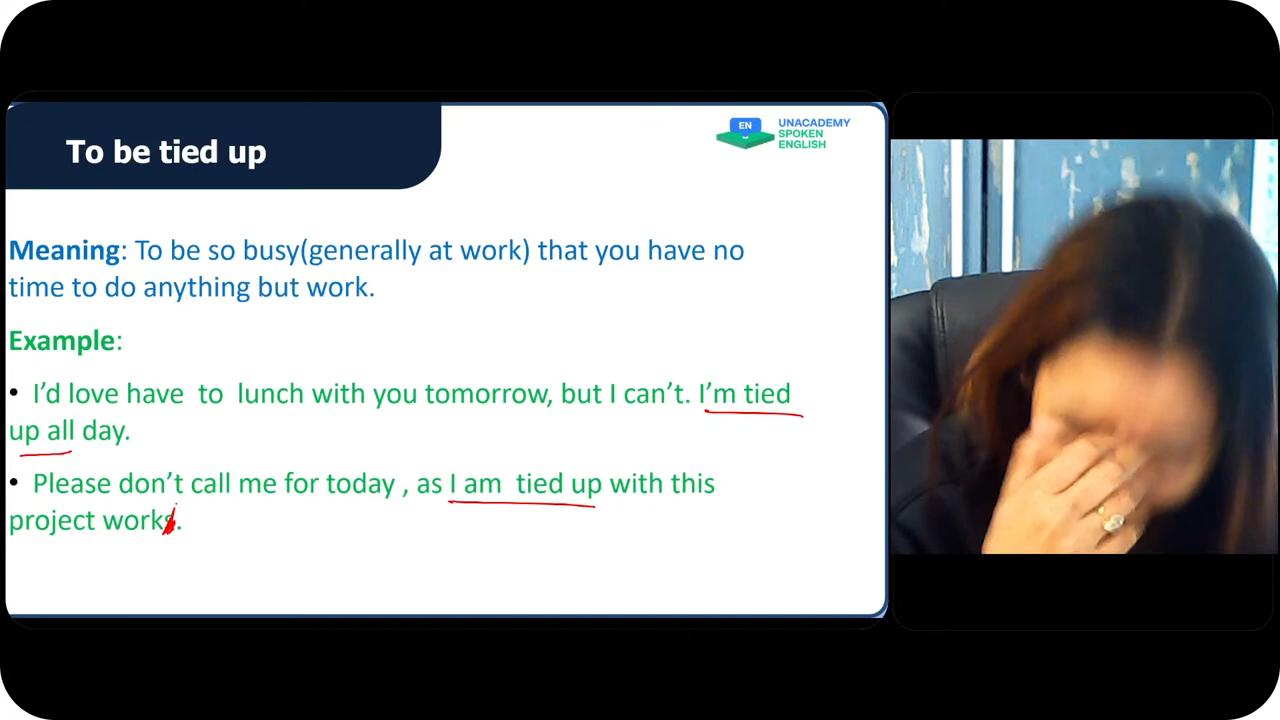 To be tied up
EN
UNACADEMY
SPOKEN
ENGLISH
Meaning: To be so busy(generally at work) that you have no
time to do anything but work.
Example:
• I’d love have to lunch with you tomorrow, but I can’t. I’m tied
up all day.
• Please don’t call me for today , as I am tied up with this
project works.